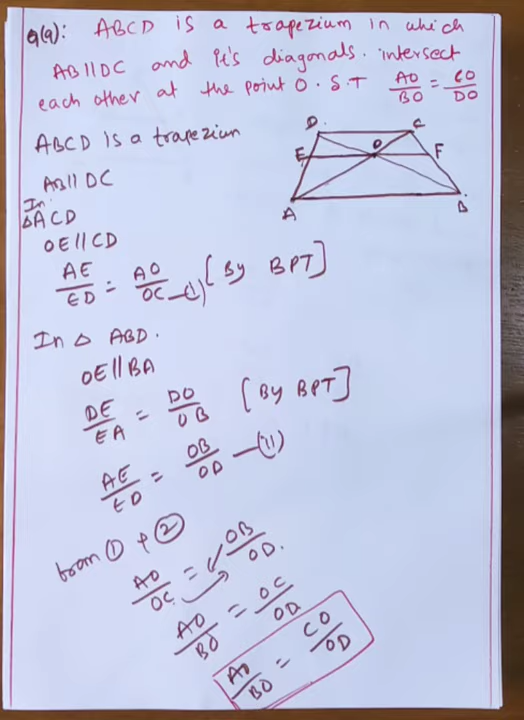 Q(9): ABCD is a trapezium in which
AB||DC and it's diagonals. intersect
each other at the point O. S.T AO/BO = CO/DO
ABCD is a trapezium
D C
E O F
A B
AB||DC
In
△ACD
OE||CD
AE/ED = AO/OC —(1) [By BPT]
In △ ABD.
OE||BA
DE/EA = DO/OB [By BPT]
AE/ED = OB/OD —(11)
from ① & ②
AO/OC = OB/OD.
AO/BO = OC/OD
AO/BO = CO/OD